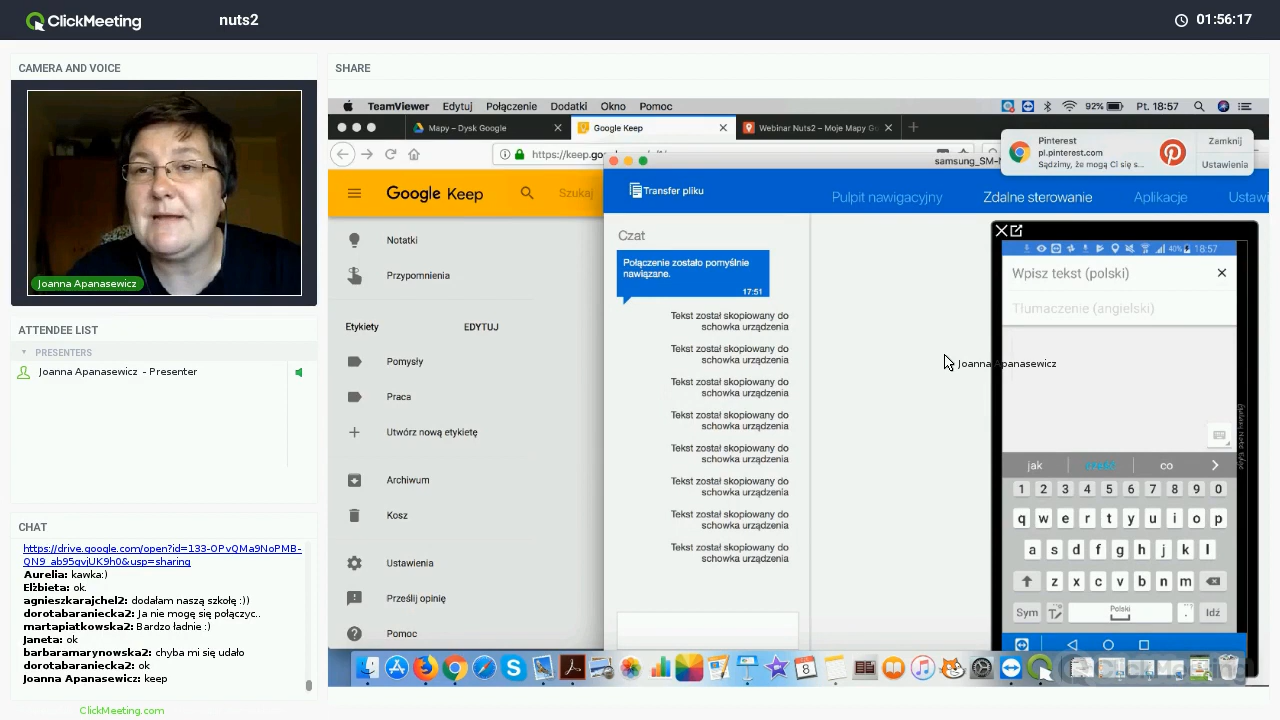 ClickMeeting
nuts2
01:56:17
CAMERA AND VOICE
Joanna Apanasewicz
ATTENDEE LIST
PRESENTERS
Joanna Apanasewicz - Presenter
CHAT
https://drive.google.com/open?id=133-OPvQMa9NoPMB-
QN9_ab95gvjUK9h0&usp=sharing
Aurelia: kawka:)
Elżbieta: ok.
agnieszkarajchel2: dodałam naszą szkołę :))
dorotabaraniecka2: Ja nie mogę się połączyc..
martapiatkowska2: Bardzo ładnie :)
Janeta: ok
barbaramarynowska2: chyba mi się udało
dorotabaraniecka2: ok
Joanna Apanasewicz: keep
ClickMeeting.com
SHARE
TeamViewer Edytuj Połączenie Dodatki Okno Pomoc
92% Pt. 18:57
Mapy – Dysk Google
Google Keep
Webinar Nuts2 – Moje Mapy Go
https://keep.goo
Pinterest
pl.pinterest.com
Sądzimy, że mogą Ci się s...
Zamknij
Ustawienia
Google Keep
Szukaj
Notatki
Przypomnienia
Etykiety EDYTUJ
Pomysły
Praca
Utwórz nową etykietę
Archiwum
Kosz
Ustawienia
Prześlij opinię
Pomoc
Transfer pliku
Pulpit nawigacyjny Zdalne sterowanie Aplikacje Ustawi
Czat
Połączenie zostało pomyślnie
nawiązane.
17:51
Tekst został skopiowany do
schowka urządzenia
Tekst został skopiowany do
schowka urządzenia
Tekst został skopiowany do
schowka urządzenia
Tekst został skopiowany do
schowka urządzenia
Tekst został skopiowany do
schowka urządzenia
Tekst został skopiowany do
schowka urządzenia
Tekst został skopiowany do
schowka urządzenia
Tekst został skopiowany do
schowka urządzenia
Joanna Apanasewicz
40% 18:57
Wpisz tekst (polski)
Tłumaczenie (angielski)
jak co
1 2 3 4 5 6 7 8 9 0
q w e r t y u i o p
a s d f g h j k l
z x c v b n m
Sym Polski . Idź
ClickMeeting